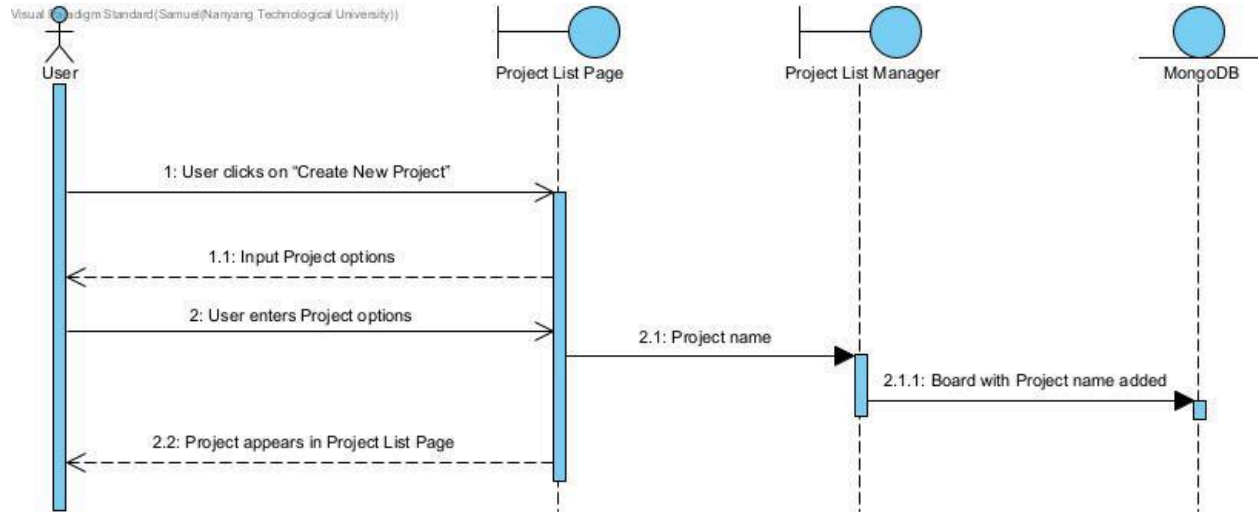 Visual Paradigm Standard(Samuel(Nanyang Technological University))
User
Project List Page
Project List Manager
MongoDB
1: User clicks on “Create New Project”
1.1: Input Project options
2: User enters Project options
2.1: Project name
2.1.1: Board with Project name added
2.2: Project appears in Project List Page